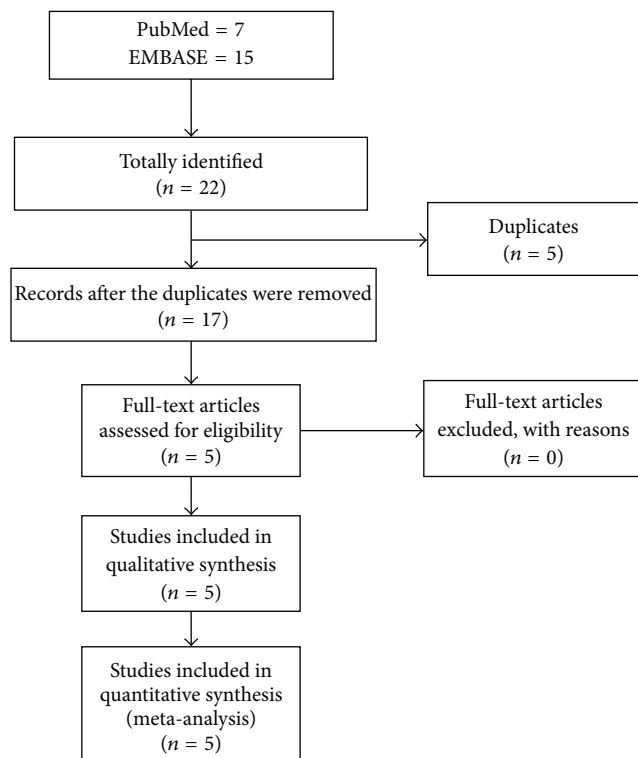 PubMed = 7
EMBASE = 15
Totally identified
(n = 22)
Duplicates
(n = 5)
Records after the duplicates were removed
(n = 17)
Full-text articles
assessed for eligibility
(n = 5)
Full-text articles
excluded, with reasons
(n = 0)
Studies included in
qualitative synthesis
(n = 5)
Studies included in
quantitative synthesis
(meta-analysis)
(n = 5)